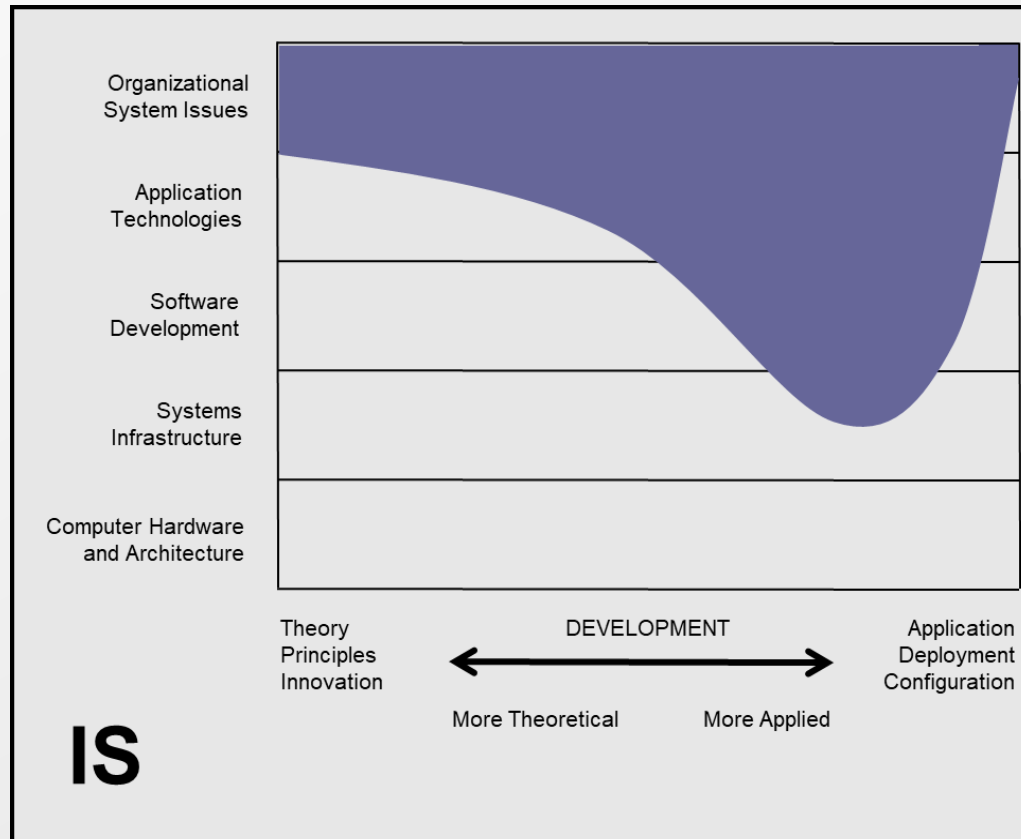 Organizational
System Issues
Application
Technologies
Software
Development
Systems
Infrastructure
Computer Hardware
and Architecture
Theory
Principles
Innovation
DEVELOPMENT
Application
Deployment
Configuration
More Theoretical
More Applied
IS